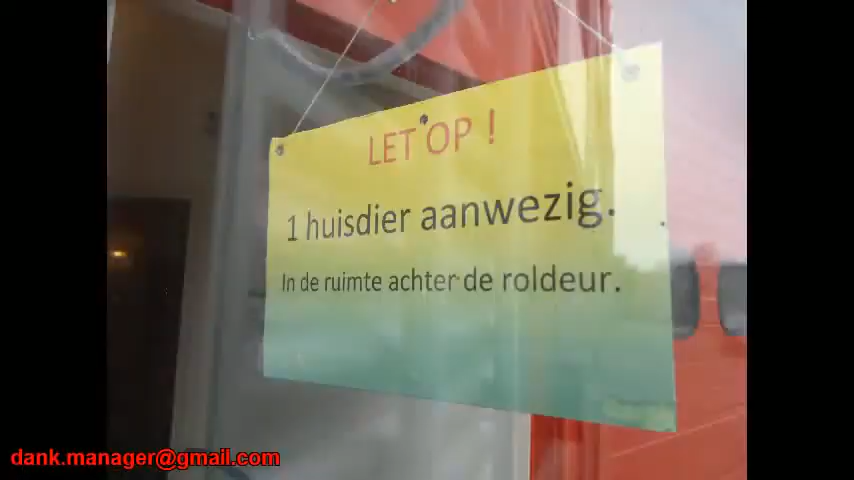 LET OP !
1 huisdier aanwezig.
In de ruimte achter de roldeur.
dank.manager@gmail.com